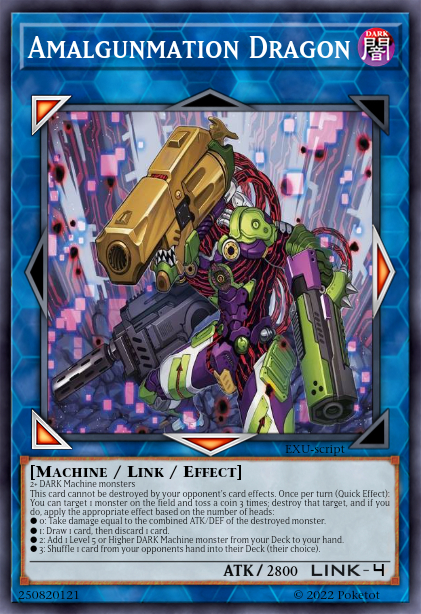 AMALGUNMATION DRAGON
DARK
闇
EXU-script
[MACHINE / LINK / EFFECT]
2+ DARK Machine monsters
This card cannot be destroyed by your opponent's card effects. Once per turn (Quick Effect):
You can target 1 monster on the field and toss a coin 3 times; destroy that target, and if you
do, apply the appropriate effect based on the number of heads:
● 0: Take damage equal to the combined ATK/DEF of the destroyed monster.
● 1: Draw 1 card, then discard 1 card.
● 2: Add 1 Level 5 or Higher DARK Machine monster from your Deck to your hand.
● 3: Shuffle 1 card from your opponents hand into their Deck (their choice).
ATK / 2800 LINK-4
250820121 © 2022 Poketot